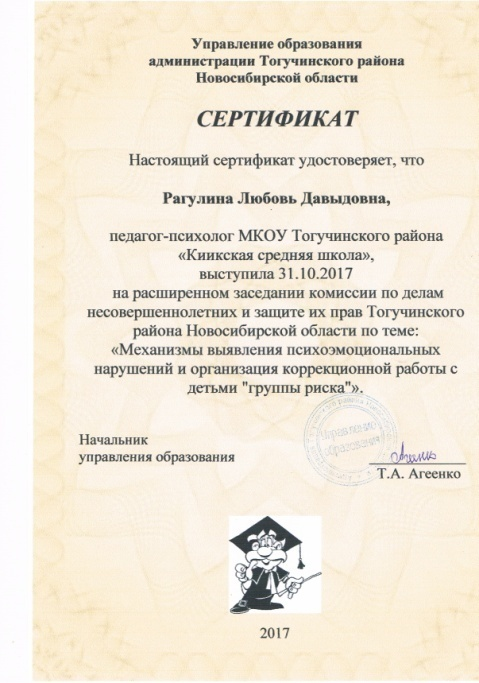 Управление образования
администрации Тогучинского района
Новосибирской области
СЕРТИФИКАТ
Настоящий сертификат удостоверяет, что
Рагулина Любовь Давыдовна,
педагог-психолог МКОУ Тогучинского района
«Киикская средняя школа»,
выступила 31.10.2017
на расширенном заседании комиссии по делам
несовершеннолетних и защите их прав Тогучинского
района Новосибирской области по теме:
«Механизмы выявления психоэмоциональных
нарушений и организация коррекционной работы с
детьми "группы риска"».
Начальник
управления образования
Управление
образования
Т.А. Агеенко
2017